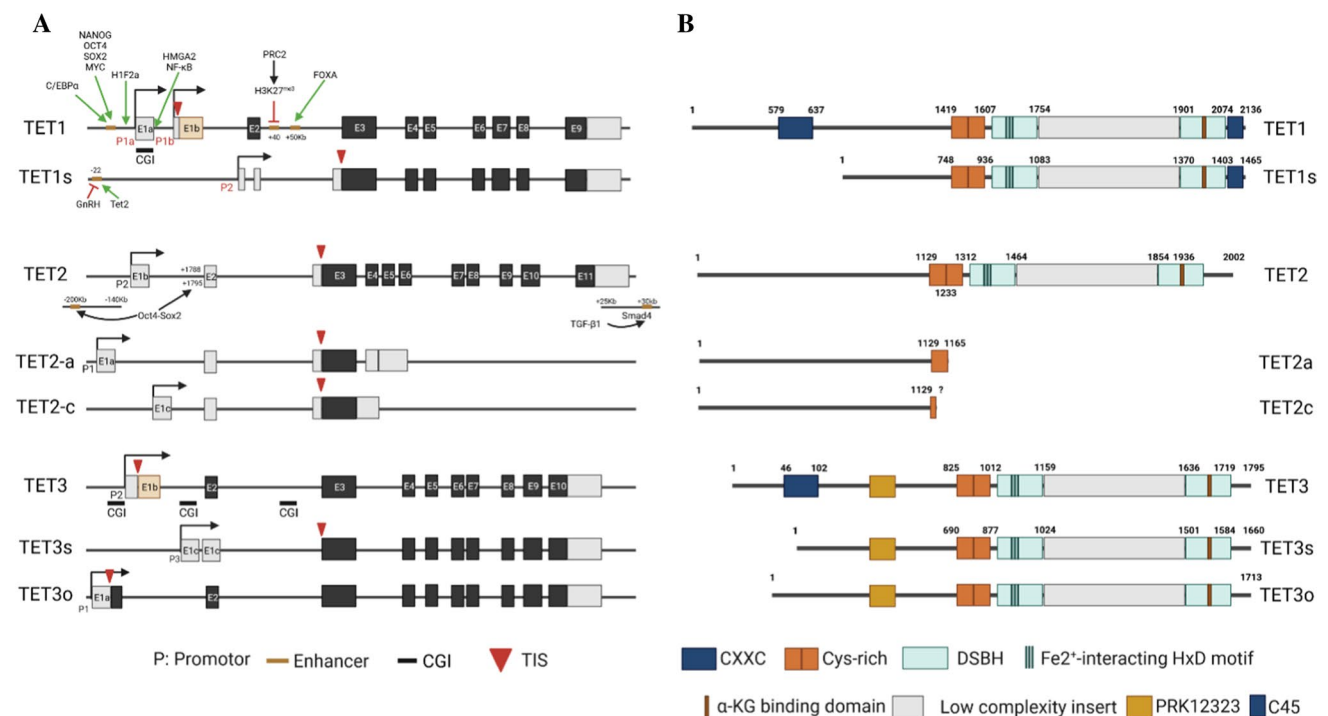 A
NANOG
OCT4
SOX2
MYC
C/EBPα
H1F2a
HMGA2
NF-κB
PRC2
H3K27me3
FOXA
TET1
E1a
E1b
E2
E3
E4
E5
E6
E7
E8
E9
P1a
P1b
+40
+50Kb
CGI
TET1s
-22
P2
GnRH
Tet2
TET2
P2
E1b
+1788
E2
+1795
E3
E4
E5
E6
E7
E8
E9
E10
E11
-200Kb
-140Kb
Oct4-Sox2
+25Kb
+30kb
Smad4
TGF-β1
TET2-a
P1
E1a
TET2-c
E1c
TET3
P2
E1b
E2
E3
E4
E5
E6
E7
E8
E9
E10
CGI
CGI
CGI
TET3s
P3
E1c
E1c
TET3o
P1
E1a
E2
P: Promotor
Enhancer
CGI
TIS
B
1
579
637
1419
1607
1754
1901
2074
2136
TET1
1
748
936
1083
1370
1403
1465
TET1s
1
1129
1312
1464
1854
1936
2002
1233
TET2
1
1129
1165
TET2a
1
1129
?
TET2c
1
46
102
825
1012
1159
1636
1719
1795
TET3
1
690
877
1024
1501
1584
1660
TET3s
1
1713
TET3o
CXXC
Cys-rich
DSBH
Fe2+-interacting HxD motif
α-KG binding domain
Low complexity insert
PRK12323
C45